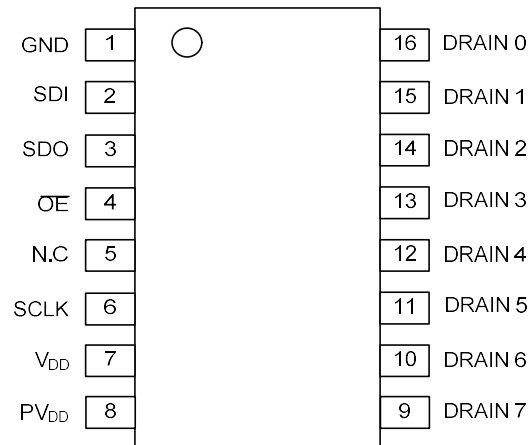 GND 1 16 DRAIN 0
SDI 2 15 DRAIN 1
SDO 3 14 DRAIN 2
O̅E̅ 4 13 DRAIN 3
N.C 5 12 DRAIN 4
SCLK 6 11 DRAIN 5
VDD 7 10 DRAIN 6
PVDD 8 9 DRAIN 7